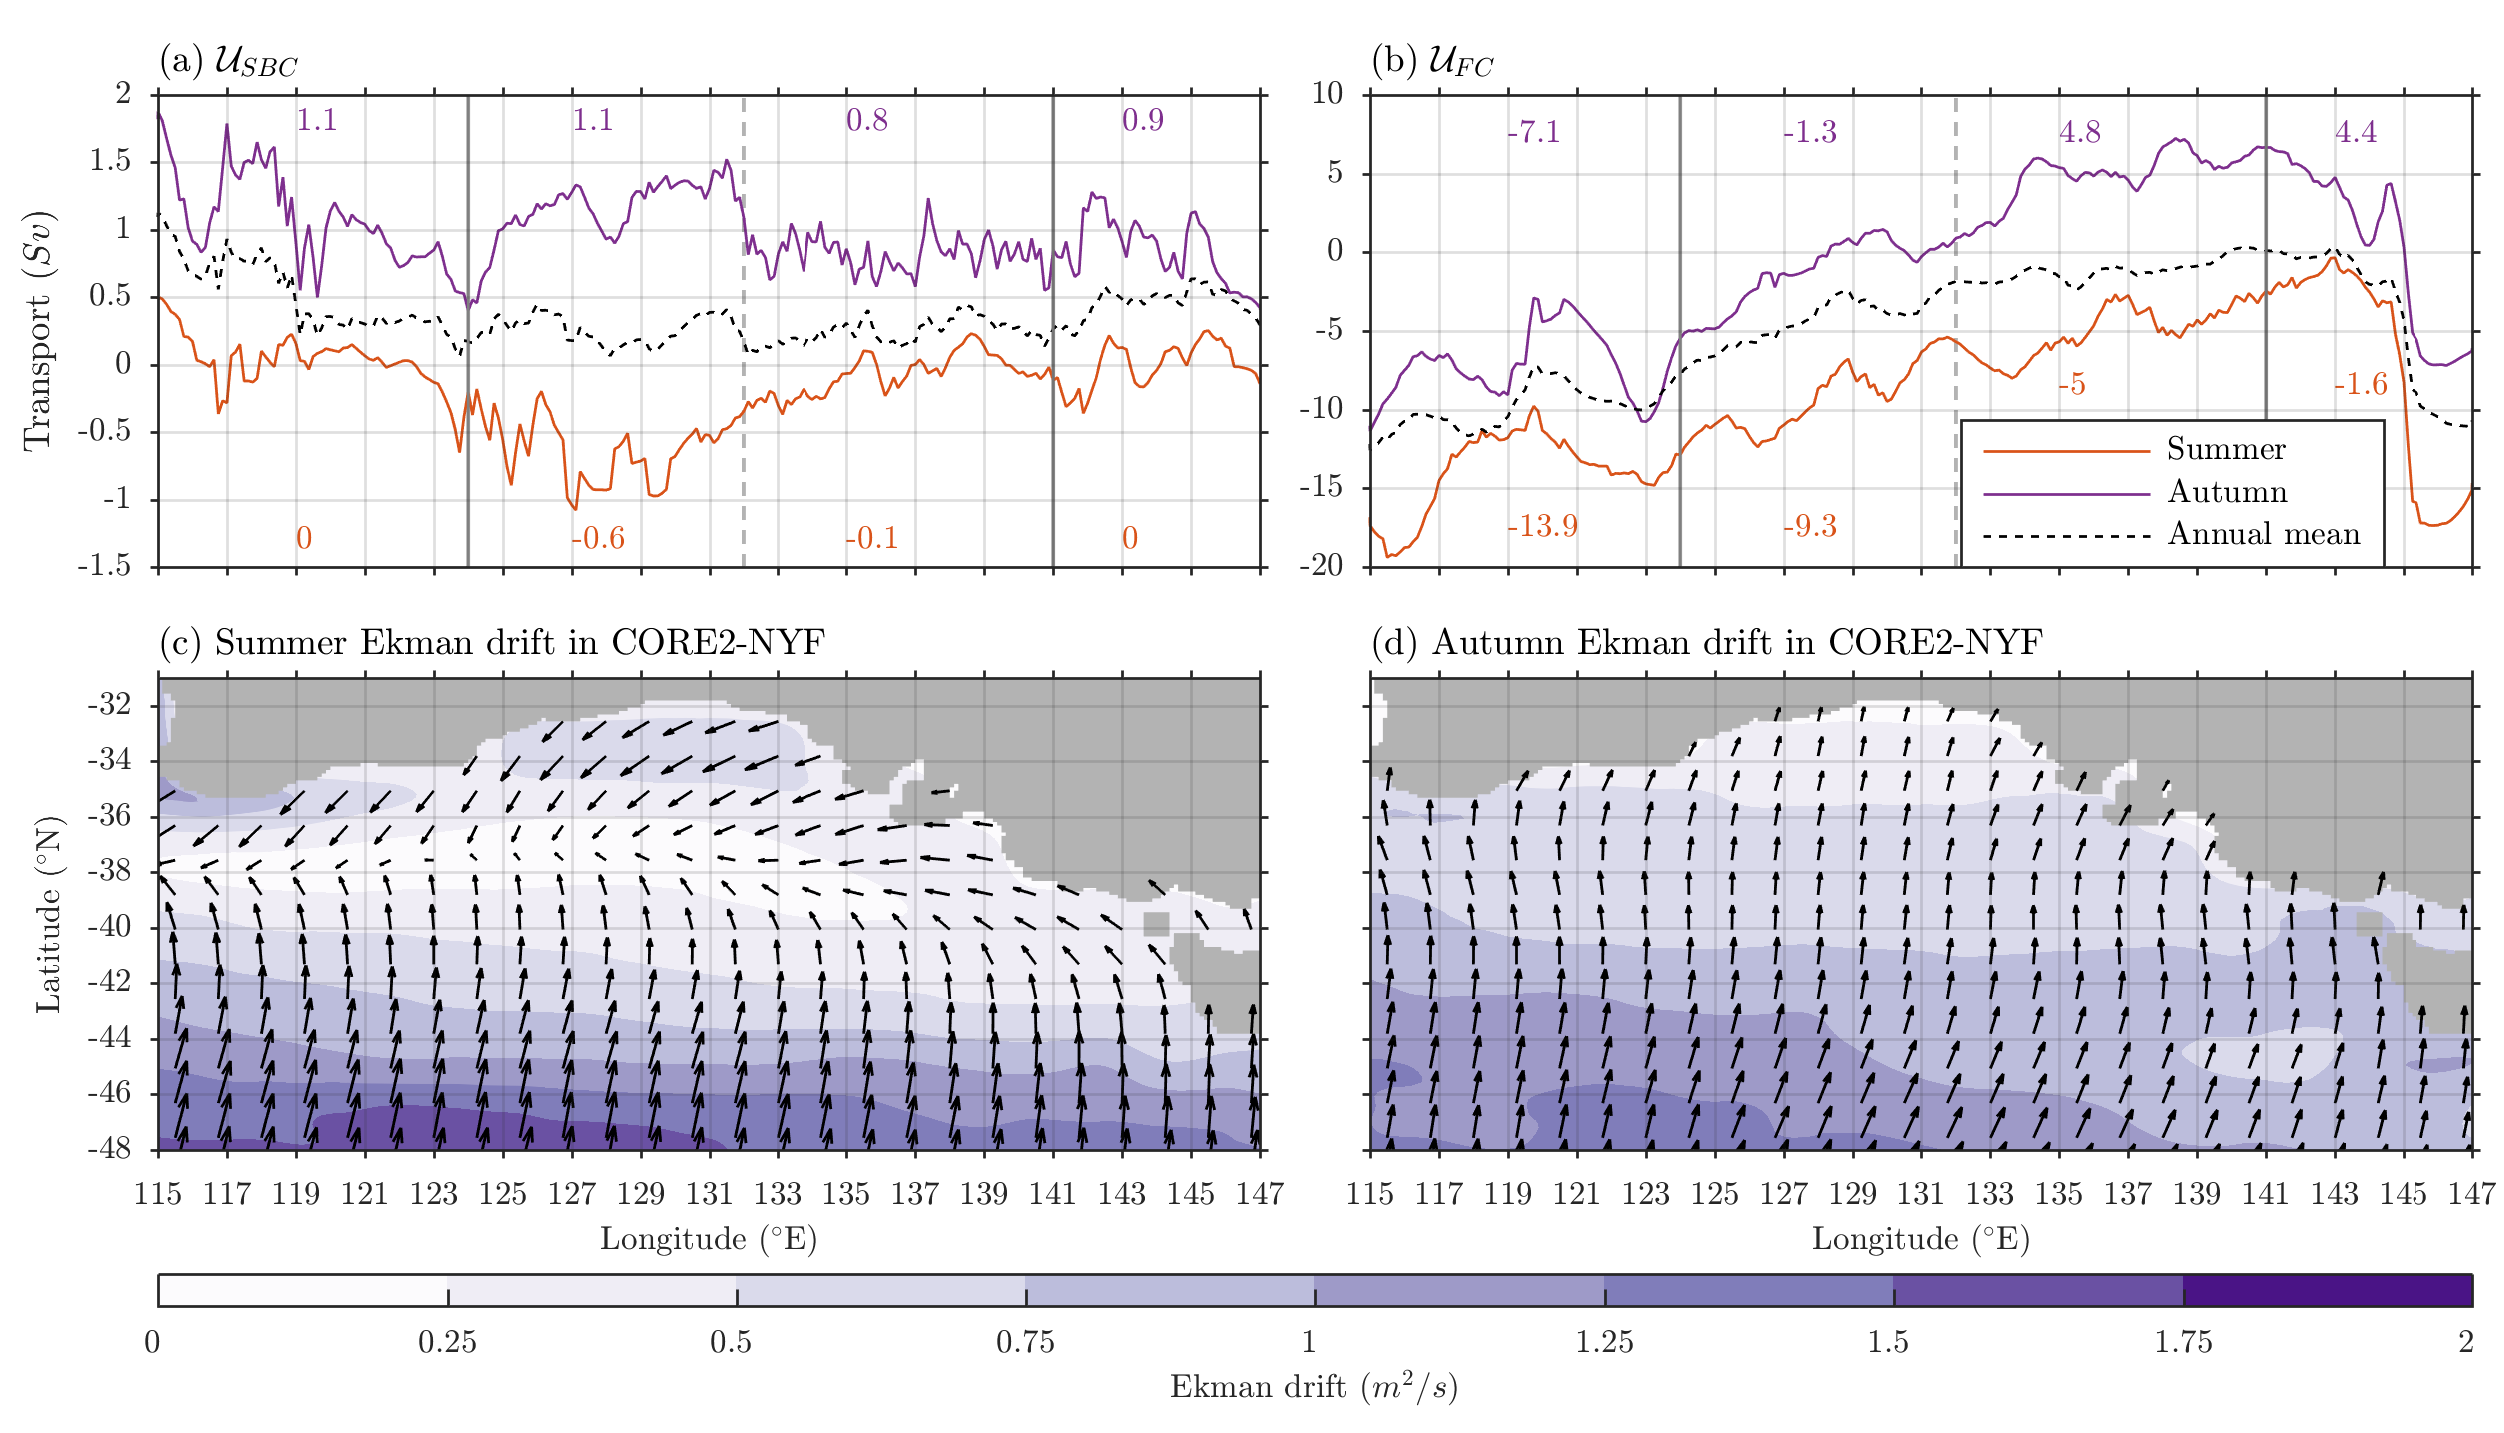 (a) U_SBC
(b) U_FC
Transport (Sv)
2
1.5
1
0.5
0
-0.5
-1
-1.5
1.1
1.1
0.8
0.9
0
-0.6
-0.1
0
10
5
0
-5
-10
-15
-20
-7.1
-1.3
4.8
4.4
-13.9
-9.3
-5
-1.6
Summer
Autumn
Annual mean
(c) Summer Ekman drift in CORE2-NYF
(d) Autumn Ekman drift in CORE2-NYF
Latitude (°N)
-32
-34
-36
-38
-40
-42
-44
-46
-48
115 117 119 121 123 125 127 129 131 133 135 137 139 141 143 145 147
115 117 119 121 123 125 127 129 131 133 135 137 139 141 143 145 147
Longitude (°E)
Longitude (°E)
0 0.25 0.5 0.75 1 1.25 1.5 1.75 2
Ekman drift (m²/s)